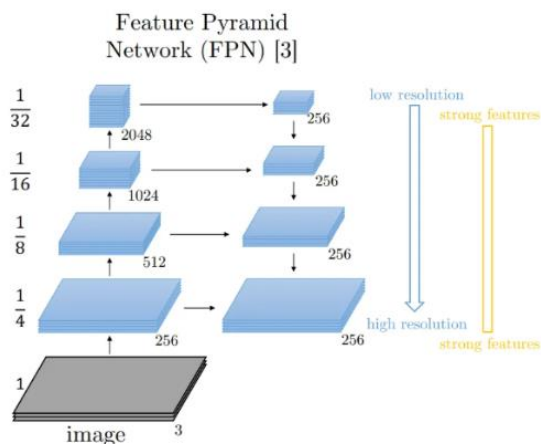 Feature Pyramid
Network (FPN) [3]
1/32
2048
256
low resolution
strong features
1/16
1024
256
1/8
512
256
1/4
256
256
high resolution
strong features
1
3
image